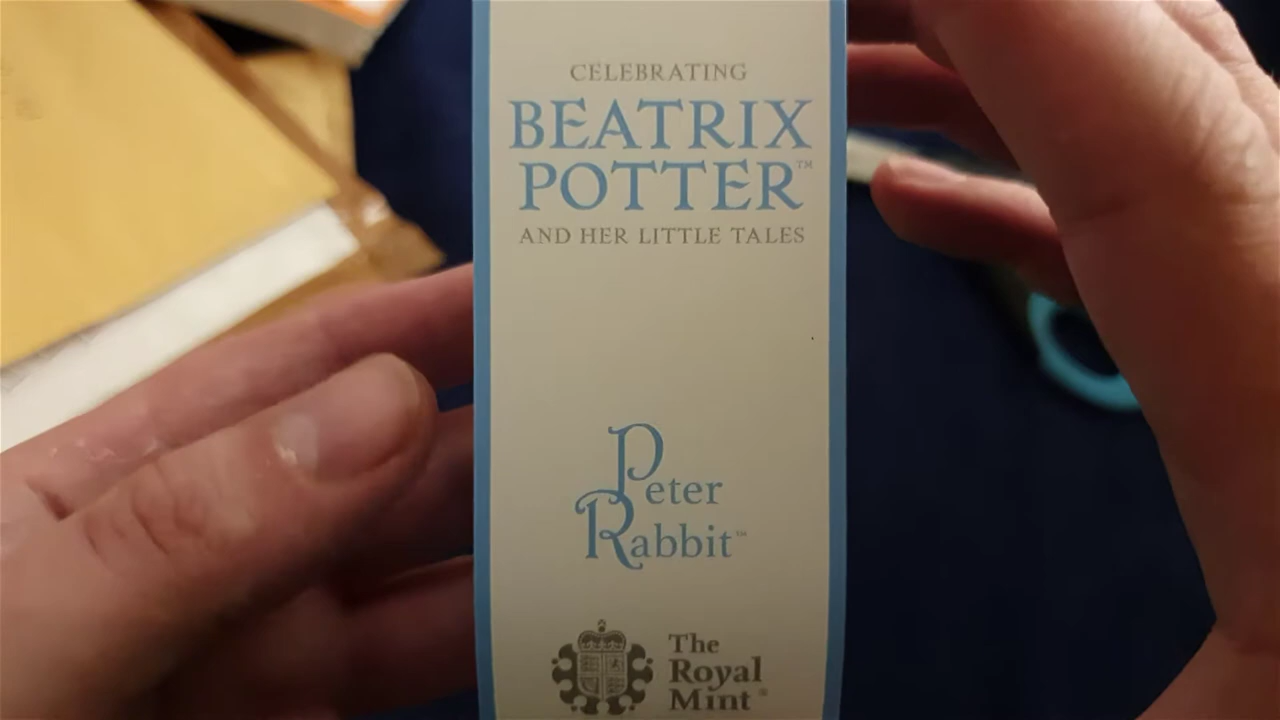 CELEBRATING
BEATRIX
POTTER™
AND HER LITTLE TALES
Peter
Rabbit™
The
Royal
Mint®